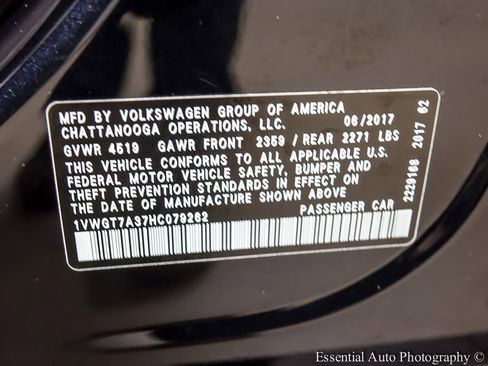 MFD BY VOLKSWAGEN GROUP OF AMERICA
CHATTANOOGA OPERATIONS, LLC. 06/2017
GVWR 4519 GAWR FRONT 2359 / REAR 2271 LBS
THIS VEHICLE CONFORMS TO ALL APPLICABLE U.S.
FEDERAL MOTOR VEHICLE SAFETY, BUMPER AND
THEFT PREVENTION STANDARDS IN EFFECT ON
THE DATE OF MANUFACTURE SHOWN ABOVE
1VWGT7A37HC079262 PASSENGER CAR
2229168 2017 62
Essential Auto Photography ©